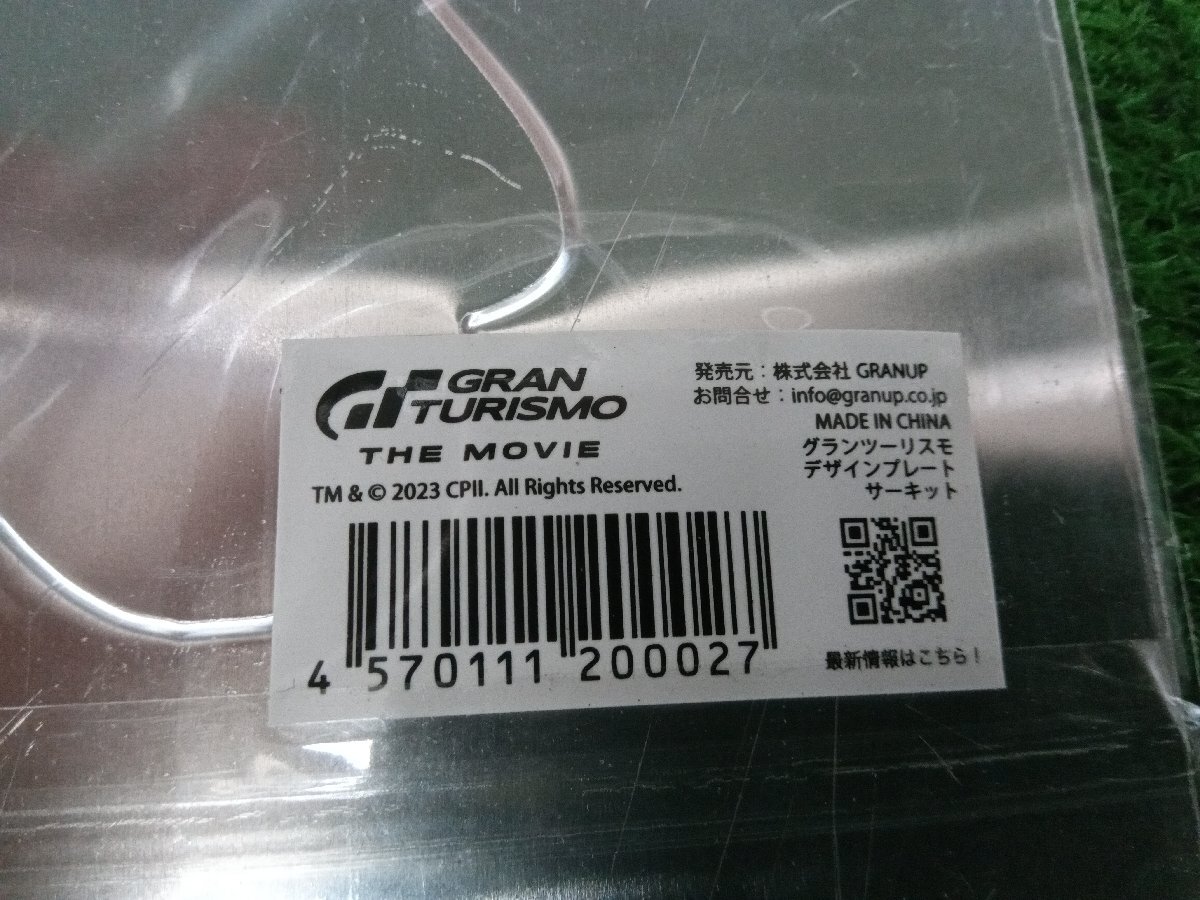 GRAN
TURISMO
THE MOVIE
TM & © 2023 CPII. All Rights Reserved.
発売元：株式会社 GRANUP
お問合せ：info@granup.co.jp
MADE IN CHINA
グランツーリスモ
デザインプレート
サーキット
4 570111 200027
最新情報はこちら！